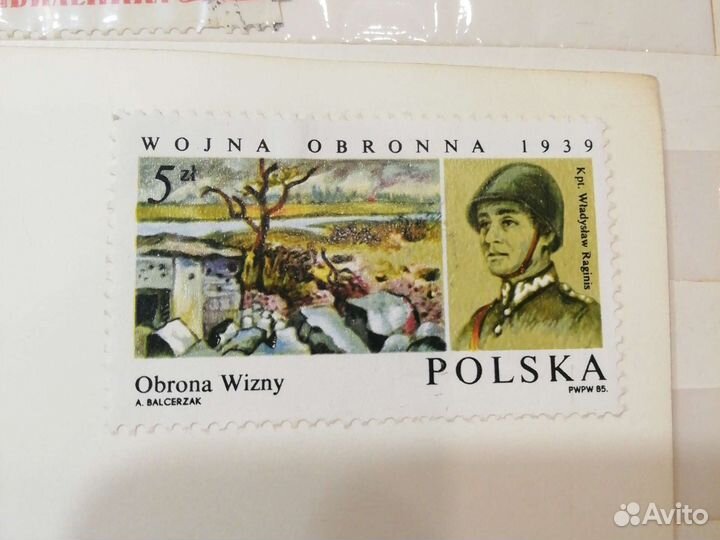 WOJNA OBRONNA 1939
5 zł
Kpt. Władysław Raginis
Obrona Wizny
POLSKA
A. BALCERZAK
PWPW 85.
Avito